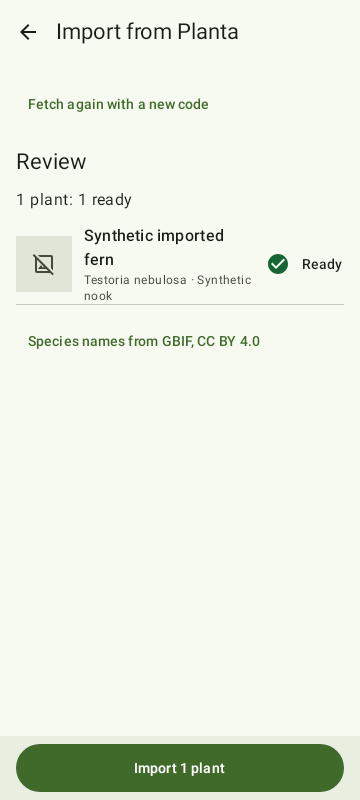 Import from Planta
Fetch again with a new code
Review
1 plant: 1 ready
Synthetic imported
fern
Testoria nebulosa · Synthetic
nook
Ready
Species names from GBIF, CC BY 4.0
Import 1 plant